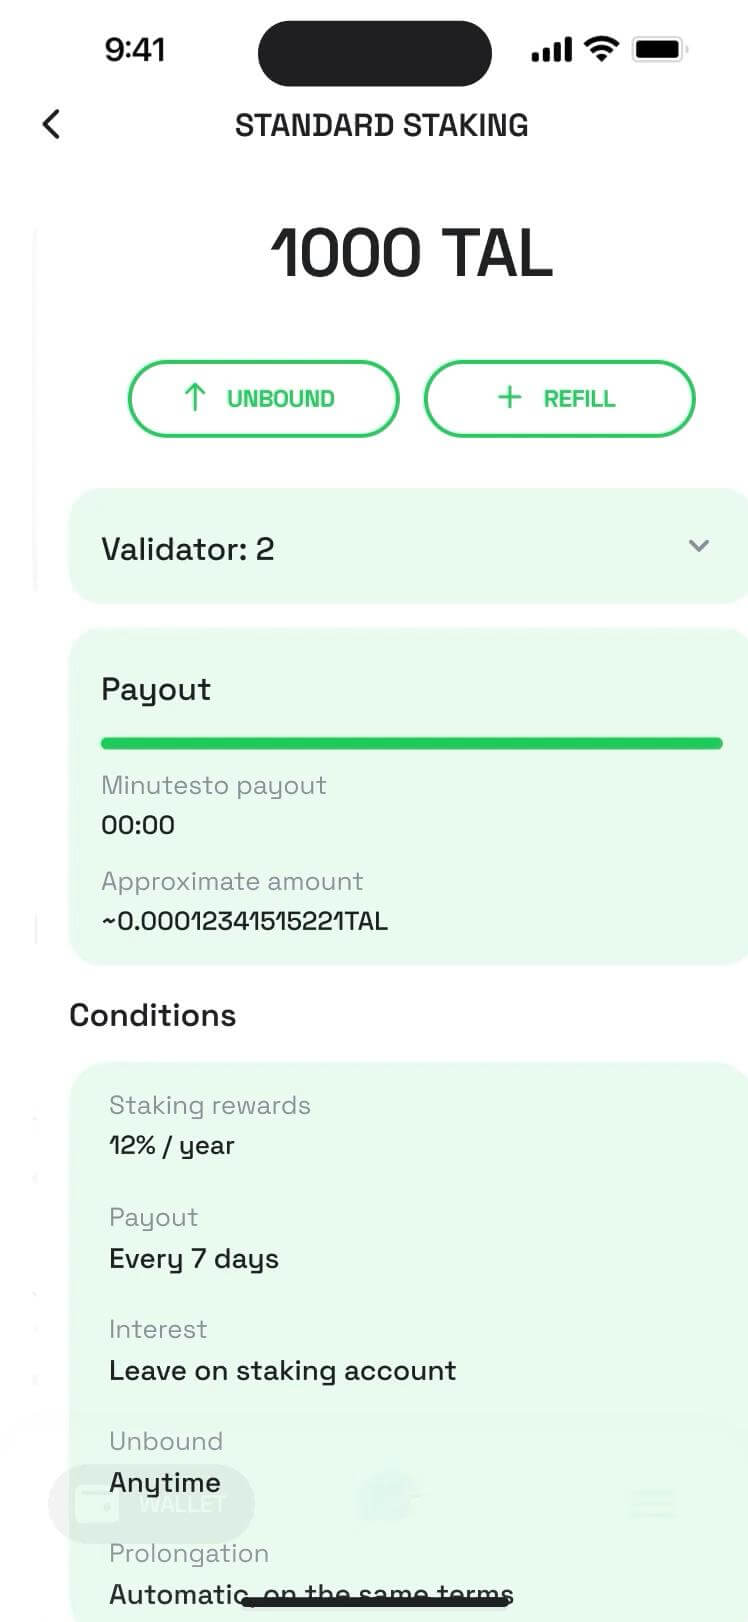 9:41
STANDARD STAKING
1000 TAL
UNBOUND
REFILL
Validator: 2
Payout
Minutesto payout
00:00
Approximate amount
~0.00012341515221TAL
Conditions
Staking rewards
12% / year
Payout
Every 7 days
Interest
Leave on staking account
Unbound
Anytime
WALLET
Prolongation
Automatic, on the same terms